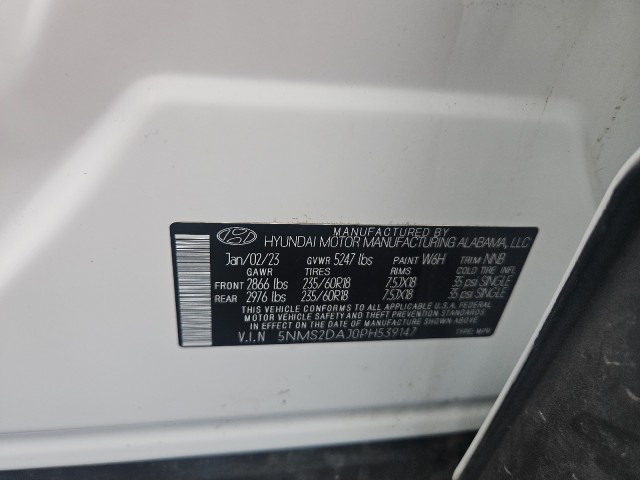 MANUFACTURED BY
HYUNDAI MOTOR MANUFACTURING ALABAMA, LLC
Jan/02/23 GVWR 5247 lbs PAINT W6H TRIM NNB
GAWR TIRES RIMS COLD TIRE INFL.
FRONT 2866 lbs 235/60R18 7.5JX18 35 psi SINGLE
REAR 2976 lbs 235/60R18 7.5JX18 35 psi SINGLE
THIS VEHICLE CONFORMS TO ALL APPLICABLE U.S.A. FEDERAL
MOTOR VEHICLE SAFETY AND THEFT PREVENTION STANDARDS
IN EFFECT ON THE DATE OF MANUFACTURE SHOWN ABOVE.
V.I.N 5NMS2DAJ0PH539147 TYPE: MPV